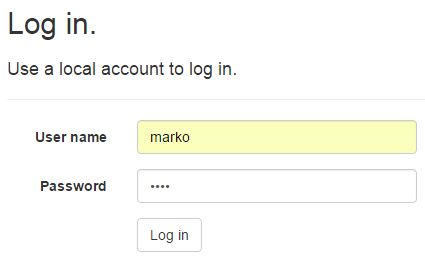 Log in.
Use a local account to log in.
User name marko
Password ••••
Log in